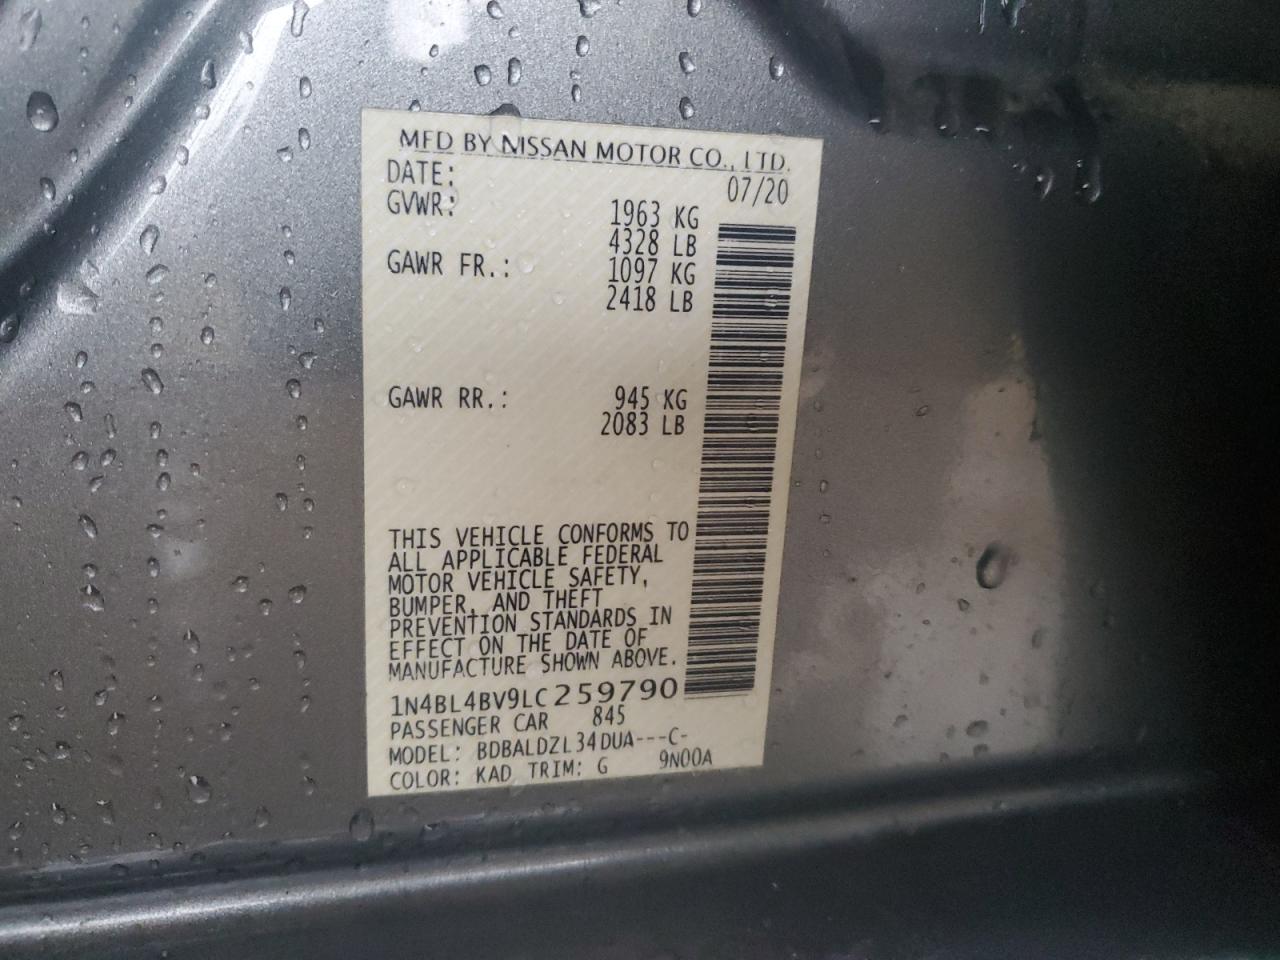 MFD BY NISSAN MOTOR CO., LTD.
DATE: 07/20
GVWR: 1963 KG
4328 LB
GAWR FR.: 1097 KG
2418 LB
GAWR RR.: 945 KG
2083 LB
THIS VEHICLE CONFORMS TO
ALL APPLICABLE FEDERAL
MOTOR VEHICLE SAFETY,
BUMPER, AND THEFT
PREVENTION STANDARDS IN
EFFECT ON THE DATE OF
MANUFACTURE SHOWN ABOVE.
1N4BL4BV9LC259790
PASSENGER CAR 845
MODEL: BDBALDZL34DUA---C-
COLOR: KAD TRIM: G 9N00A